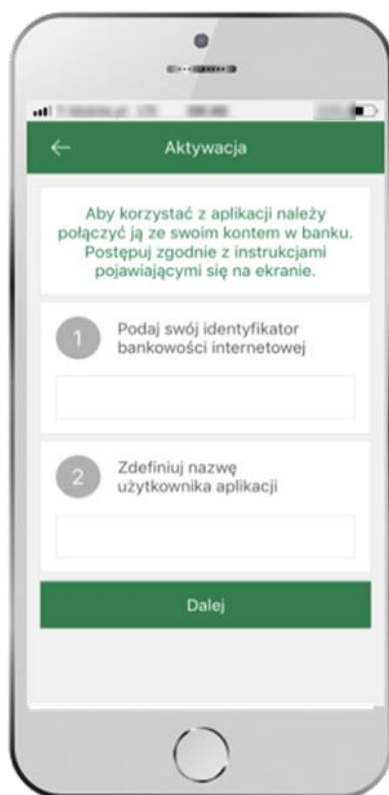 Aktywacja
Aby korzystać z aplikacji należy
połączyć ją ze swoim kontem w banku.
Postępuj zgodnie z instrukcjami
pojawiającymi się na ekranie.
1
Podaj swój identyfikator
bankowości internetowej
2
Zdefiniuj nazwę
użytkownika aplikacji
Dalej